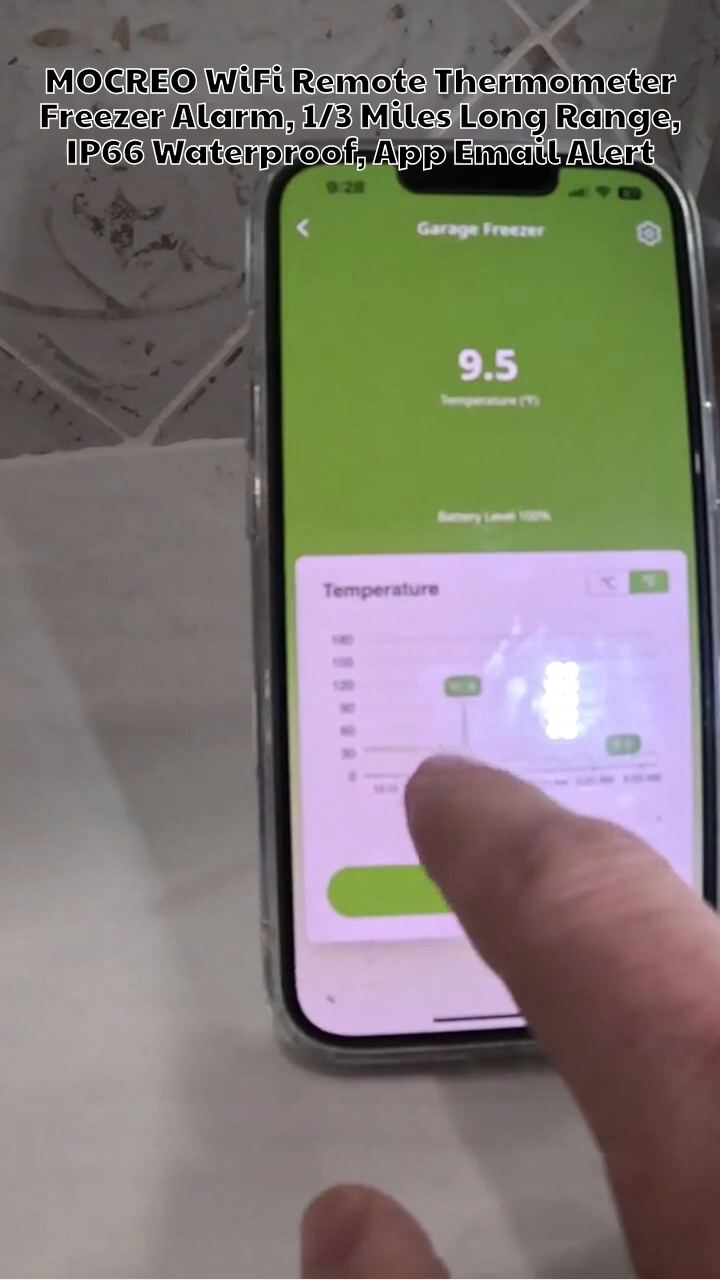 MOCREO WiFi Remote Thermometer
Freezer Alarm, 1/3 Miles Long Range,
IP66 Waterproof, App Email Alert
9:28
Garage Freezer
9.5
Temperature (°F)
Battery Level 100%
Temperature
°C °F
180
150
120
90
60
30
0